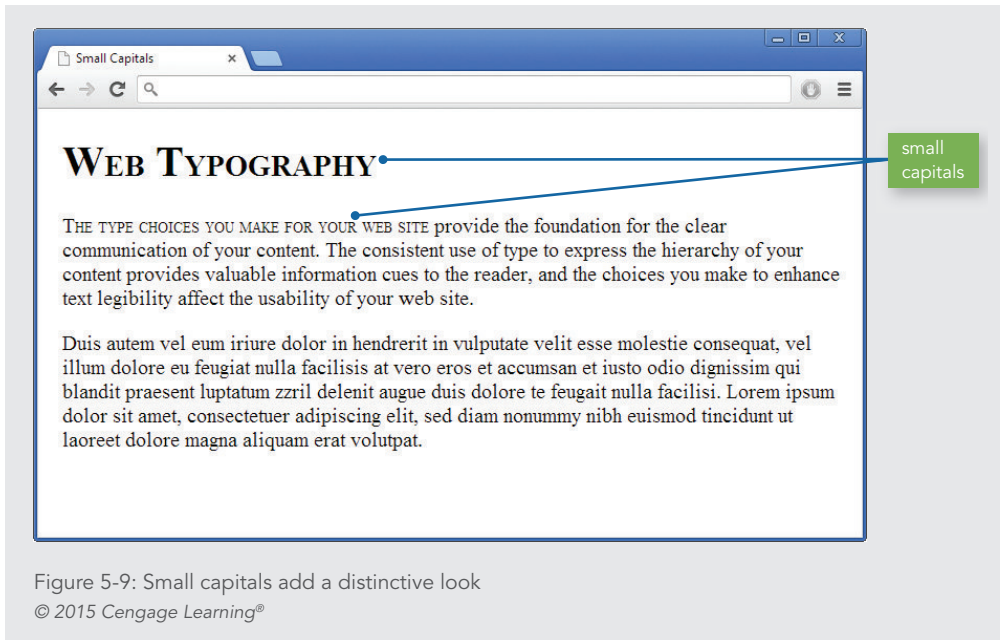 Small Capitals
Web Typography
small
capitals
The type choices you make for your web site provide the foundation for the clear
communication of your content. The consistent use of type to express the hierarchy of your
content provides valuable information cues to the reader, and the choices you make to enhance
text legibility affect the usability of your web site.
Duis autem vel eum iriure dolor in hendrerit in vulputate velit esse molestie consequat, vel
illum dolore eu feugiat nulla facilisis at vero eros et accumsan et iusto odio dignissim qui
blandit praesent luptatum zzril delenit augue duis dolore te feugait nulla facilisi. Lorem ipsum
dolor sit amet, consectetuer adipiscing elit, sed diam nonummy nibh euismod tincidunt ut
laoreet dolore magna aliquam erat volutpat.
Figure 5-9: Small capitals add a distinctive look
© 2015 Cengage Learning®